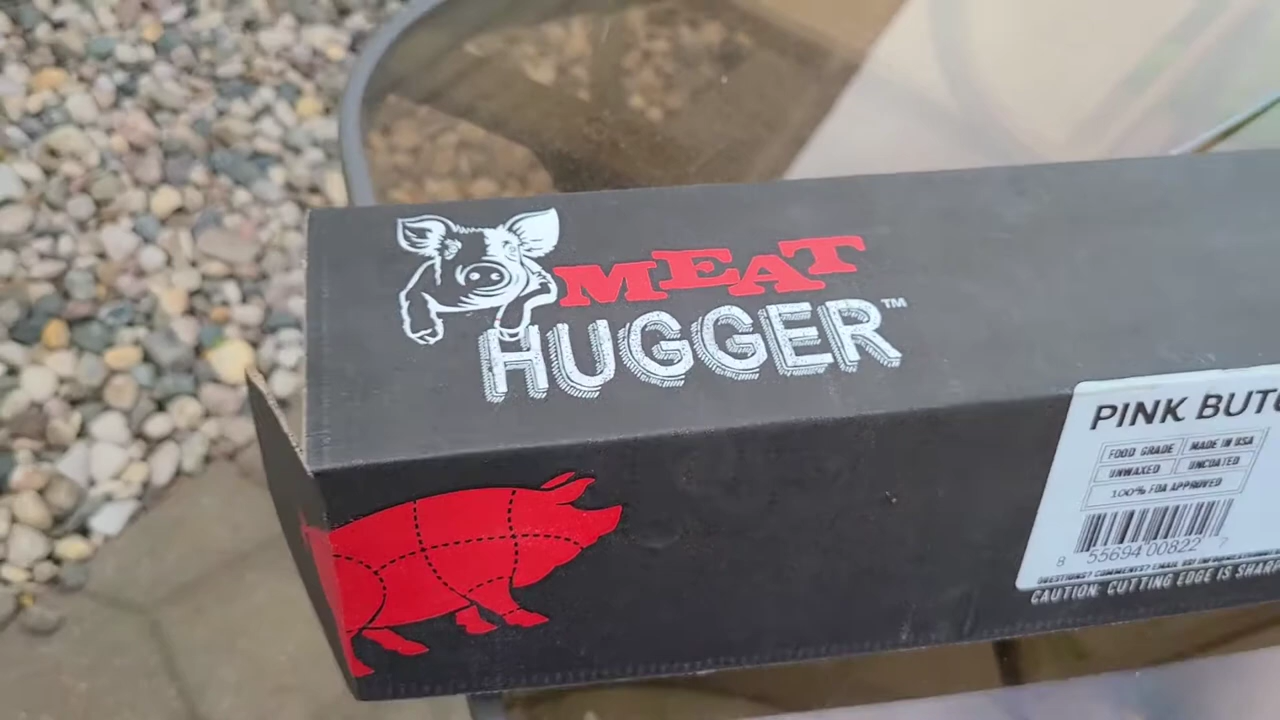 MEAT
HUGGER™
PINK
FOOD GRADE
MADE IN USA
UNWAXED
UNCOATED
100% FDA APPROVED
8 55694 00822 7
QUESTIONS? COMMENTS? EMAIL US!
CAUTION: CUTTING EDGE IS SHARP